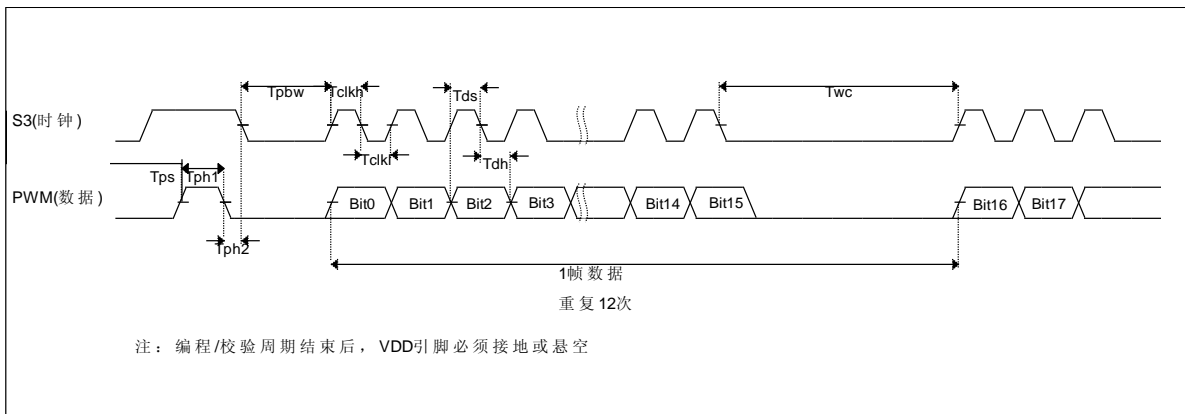 Tpbw Tclkh Tds Twc
S3(时钟)
Tclkl Tdh
Tps Tph1
PWM(数据) Bit0 Bit1 Bit2 Bit3 Bit14 Bit15 Bit16 Bit17
Tph2
1帧数据
重复12次
注：编程/校验周期结束后，VDD引脚必须接地或悬空